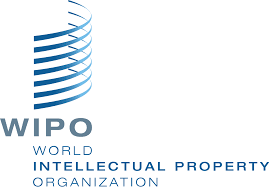 WIPO
WORLD
INTELLECTUAL PROPERTY
ORGANIZATION